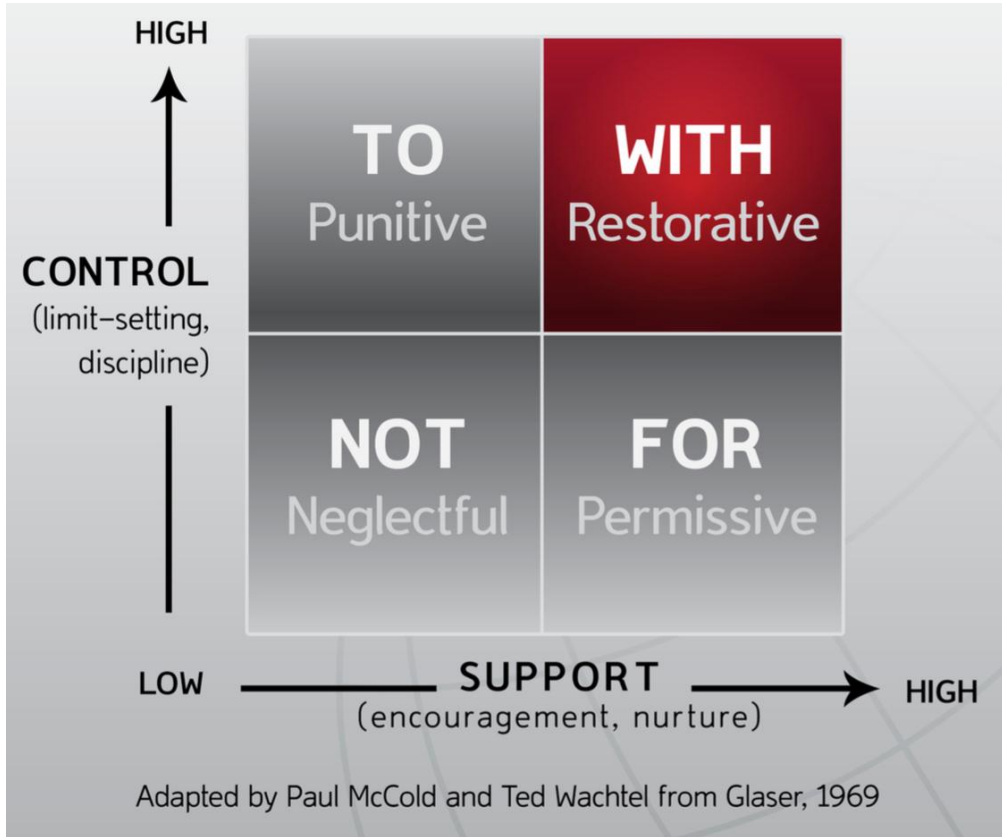 HIGH
TO
Punitive
WITH
Restorative
CONTROL
(limit-setting,
discipline)
NOT
Neglectful
FOR
Permissive
LOW
SUPPORT
(encouragement, nurture)
HIGH
Adapted by Paul McCold and Ted Wachtel from Glaser, 1969